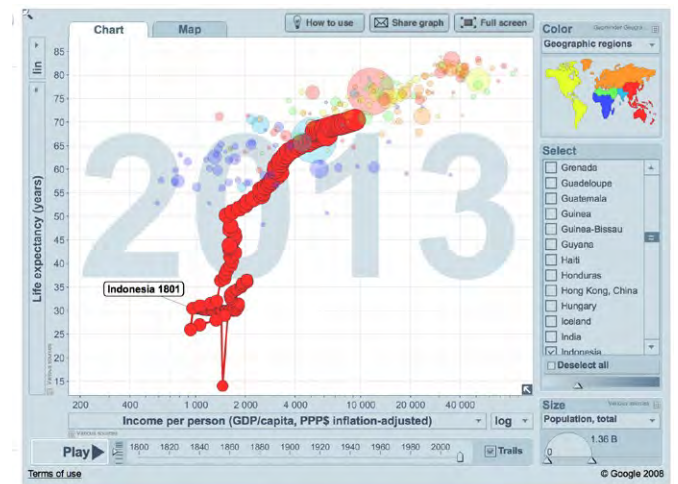 Chart
Map
How to use
Share graph
Full screen
Color
Geographic regions
lin
85
80
75
70
65
60
55
50
45
40
35
30
25
20
15
Life expectancy (years)
2013
Indonesia 1801
Select
Grenada
Guadeloupe
Guatemala
Guinea
Guinea-Bissau
Guyana
Haiti
Honduras
Hong Kong, China
Hungary
Iceland
India
Indonesia
Deselect all
200 400 1 000 2 000 4 000 10 000 20 000 40 000
Income per person (GDP/capita, PPP$ inflation-adjusted)
log
Size
Population, total
1.36 B
0
Play
1800 1820 1840 1860 1880 1900 1920 1940 1960 1980 2000
Trails
Terms of use
© Google 2008